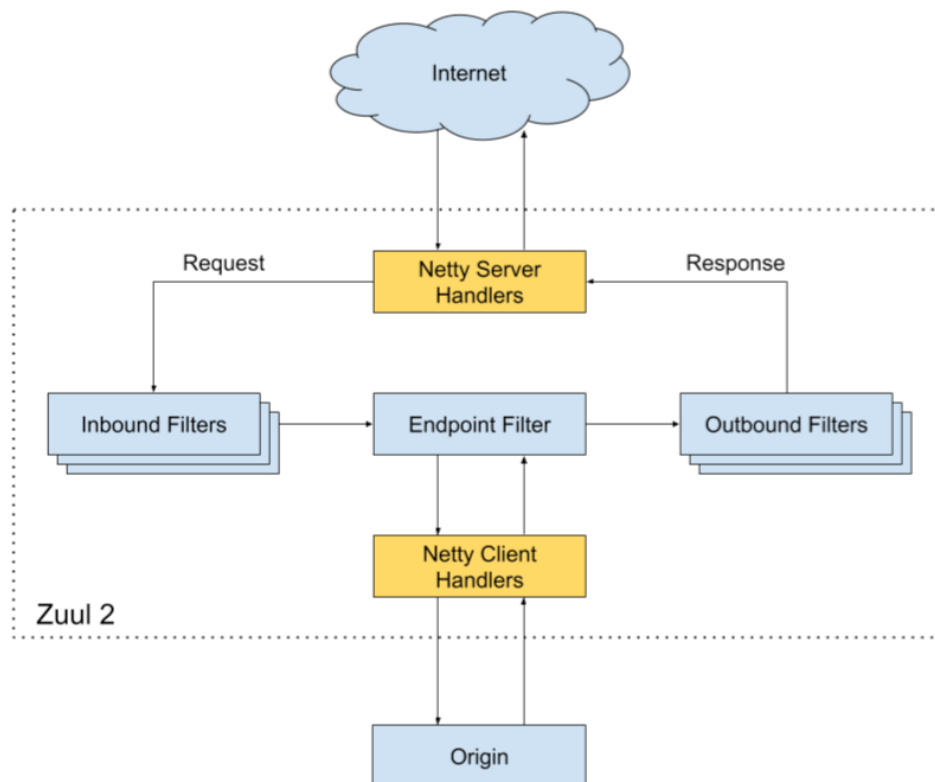 Internet
Request
Netty Server
Handlers
Response
Inbound Filters
Endpoint Filter
Outbound Filters
Netty Client
Handlers
Zuul 2
Origin